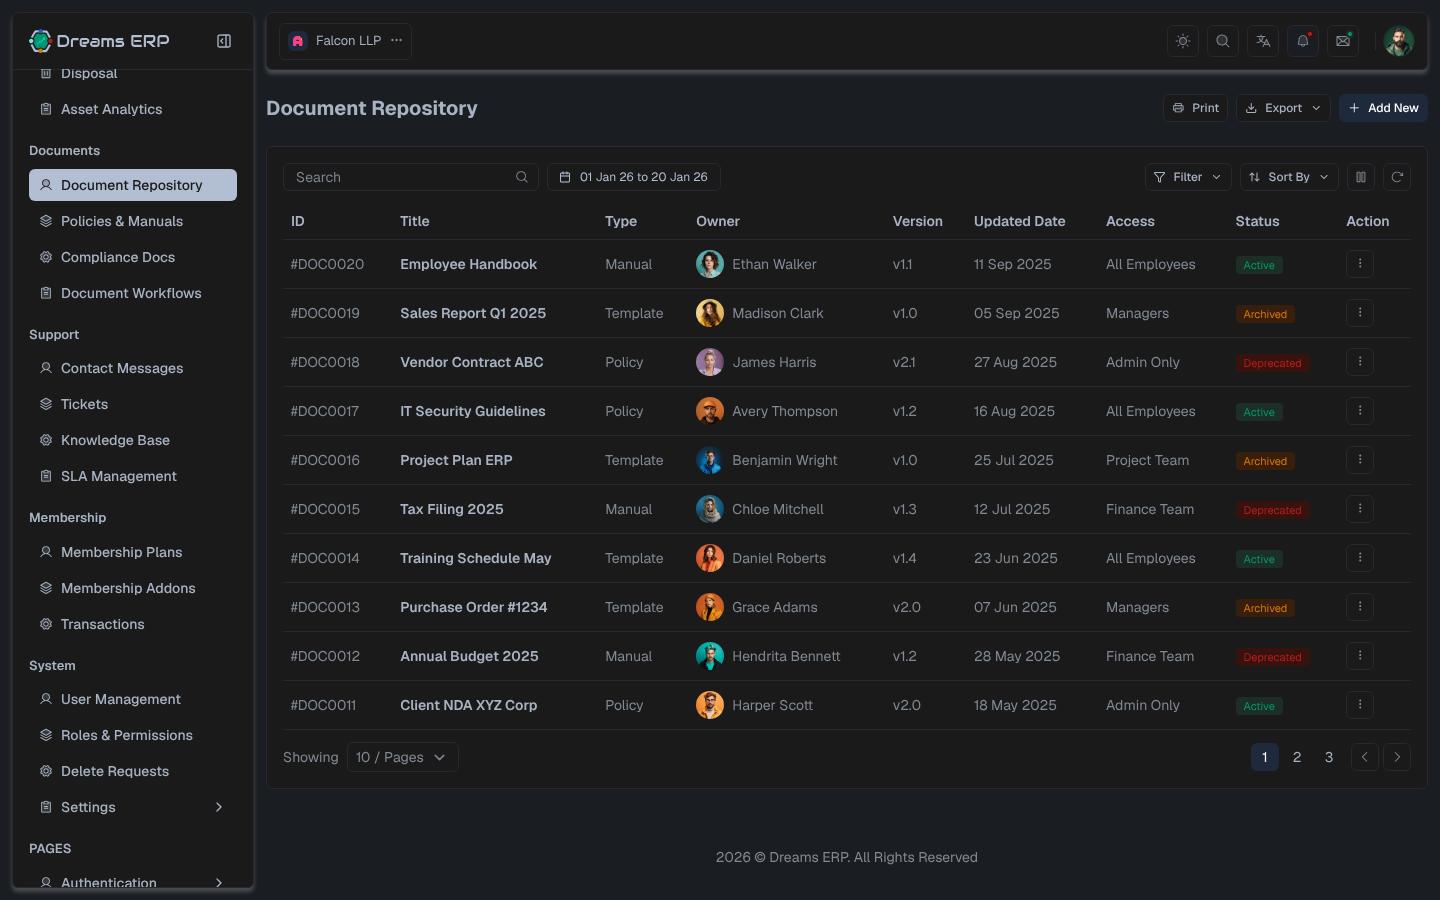 Dreams ERP
Disposal
Asset Analytics
Documents
Document Repository
Policies & Manuals
Compliance Docs
Document Workflows
Support
Contact Messages
Tickets
Knowledge Base
SLA Management
Membership
Membership Plans
Membership Addons
Transactions
System
User Management
Roles & Permissions
Delete Requests
Settings
PAGES
Authentication
Falcon LLP ···
Document Repository
Print Export Add New
Search 01 Jan 26 to 20 Jan 26 Filter Sort By
ID Title Type Owner Version Updated Date Access Status Action
#DOC0020 Employee Handbook Manual Ethan Walker v1.1 11 Sep 2025 All Employees Active
#DOC0019 Sales Report Q1 2025 Template Madison Clark v1.0 05 Sep 2025 Managers Archived
#DOC0018 Vendor Contract ABC Policy James Harris v2.1 27 Aug 2025 Admin Only Deprecated
#DOC0017 IT Security Guidelines Policy Avery Thompson v1.2 16 Aug 2025 All Employees Active
#DOC0016 Project Plan ERP Template Benjamin Wright v1.0 25 Jul 2025 Project Team Archived
#DOC0015 Tax Filing 2025 Manual Chloe Mitchell v1.3 12 Jul 2025 Finance Team Deprecated
#DOC0014 Training Schedule May Template Daniel Roberts v1.4 23 Jun 2025 All Employees Active
#DOC0013 Purchase Order #1234 Template Grace Adams v2.0 07 Jun 2025 Managers Archived
#DOC0012 Annual Budget 2025 Manual Hendrita Bennett v1.2 28 May 2025 Finance Team Deprecated
#DOC0011 Client NDA XYZ Corp Policy Harper Scott v2.0 18 May 2025 Admin Only Active
Showing 10 / Pages 1 2 3
2026 © Dreams ERP. All Rights Reserved